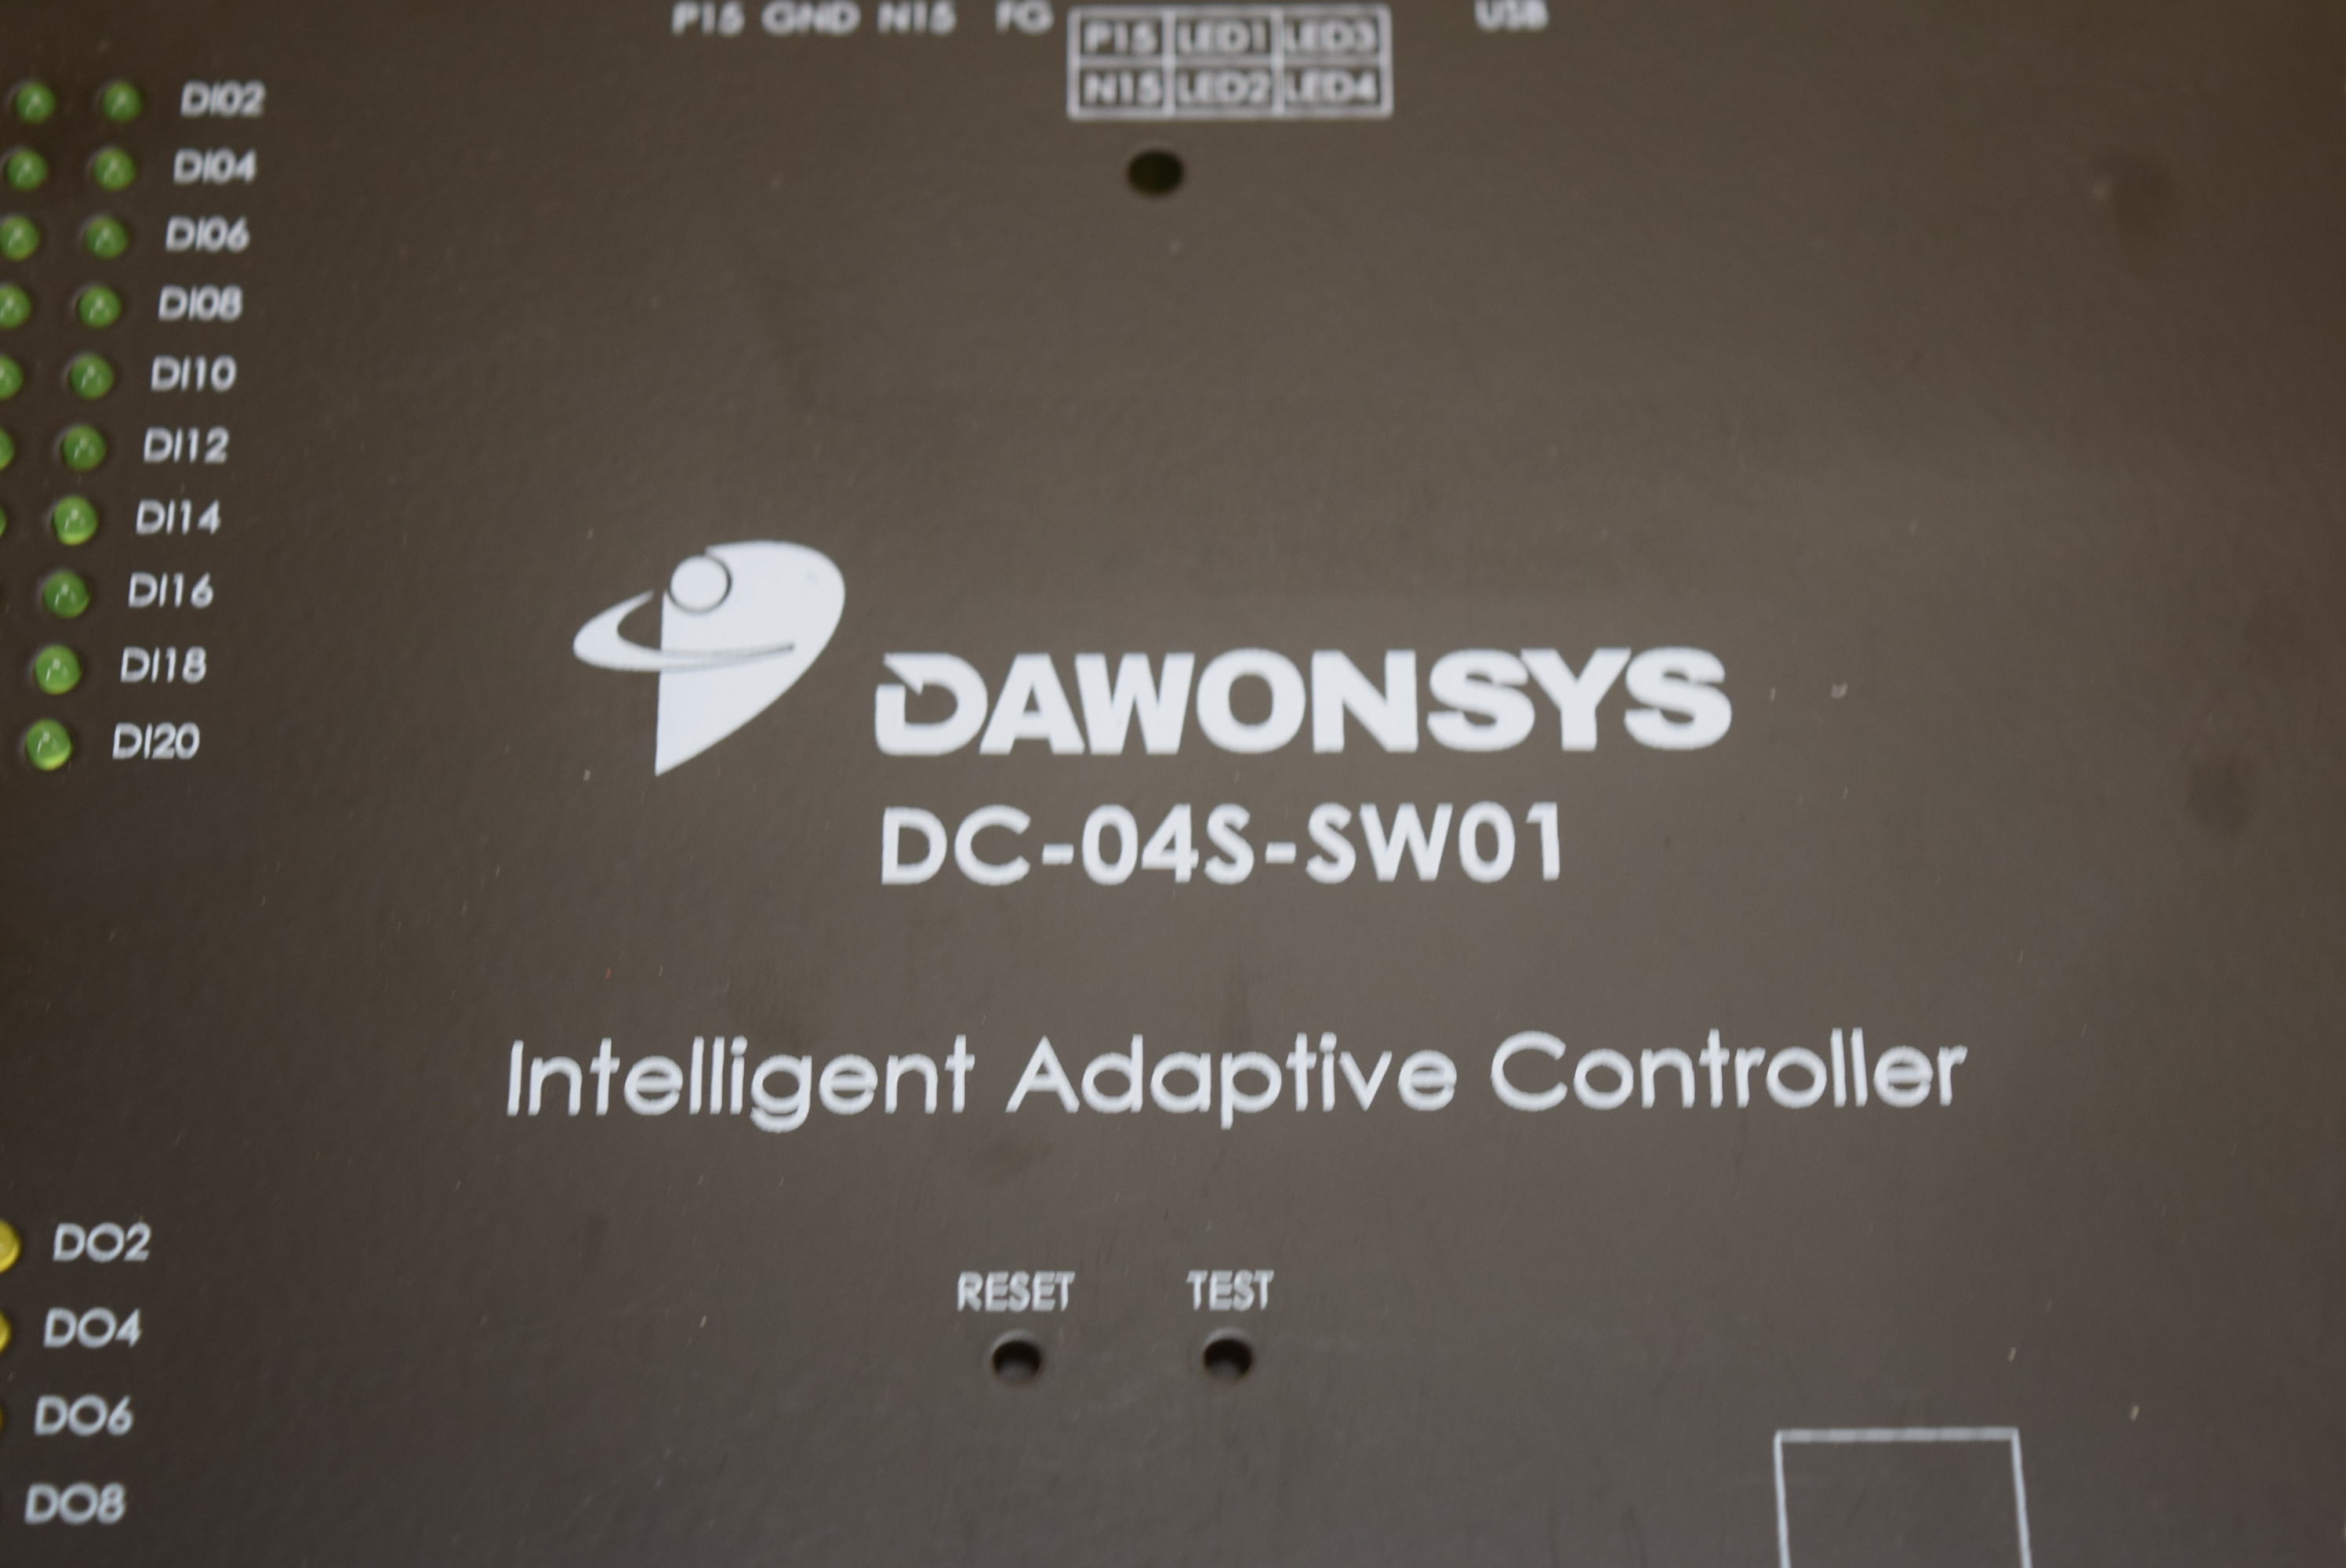 P15 GND N15 FG
USB
P15 LED1 LED3
N15 LED2 LED4
DI02
DI04
DI06
DI08
DI10
DI12
DI14
DI16
DI18
DI20
DAWONSYS
DC-04S-SW01
Intelligent Adaptive Controller
RESET TEST
DO2
DO4
DO6
DO8